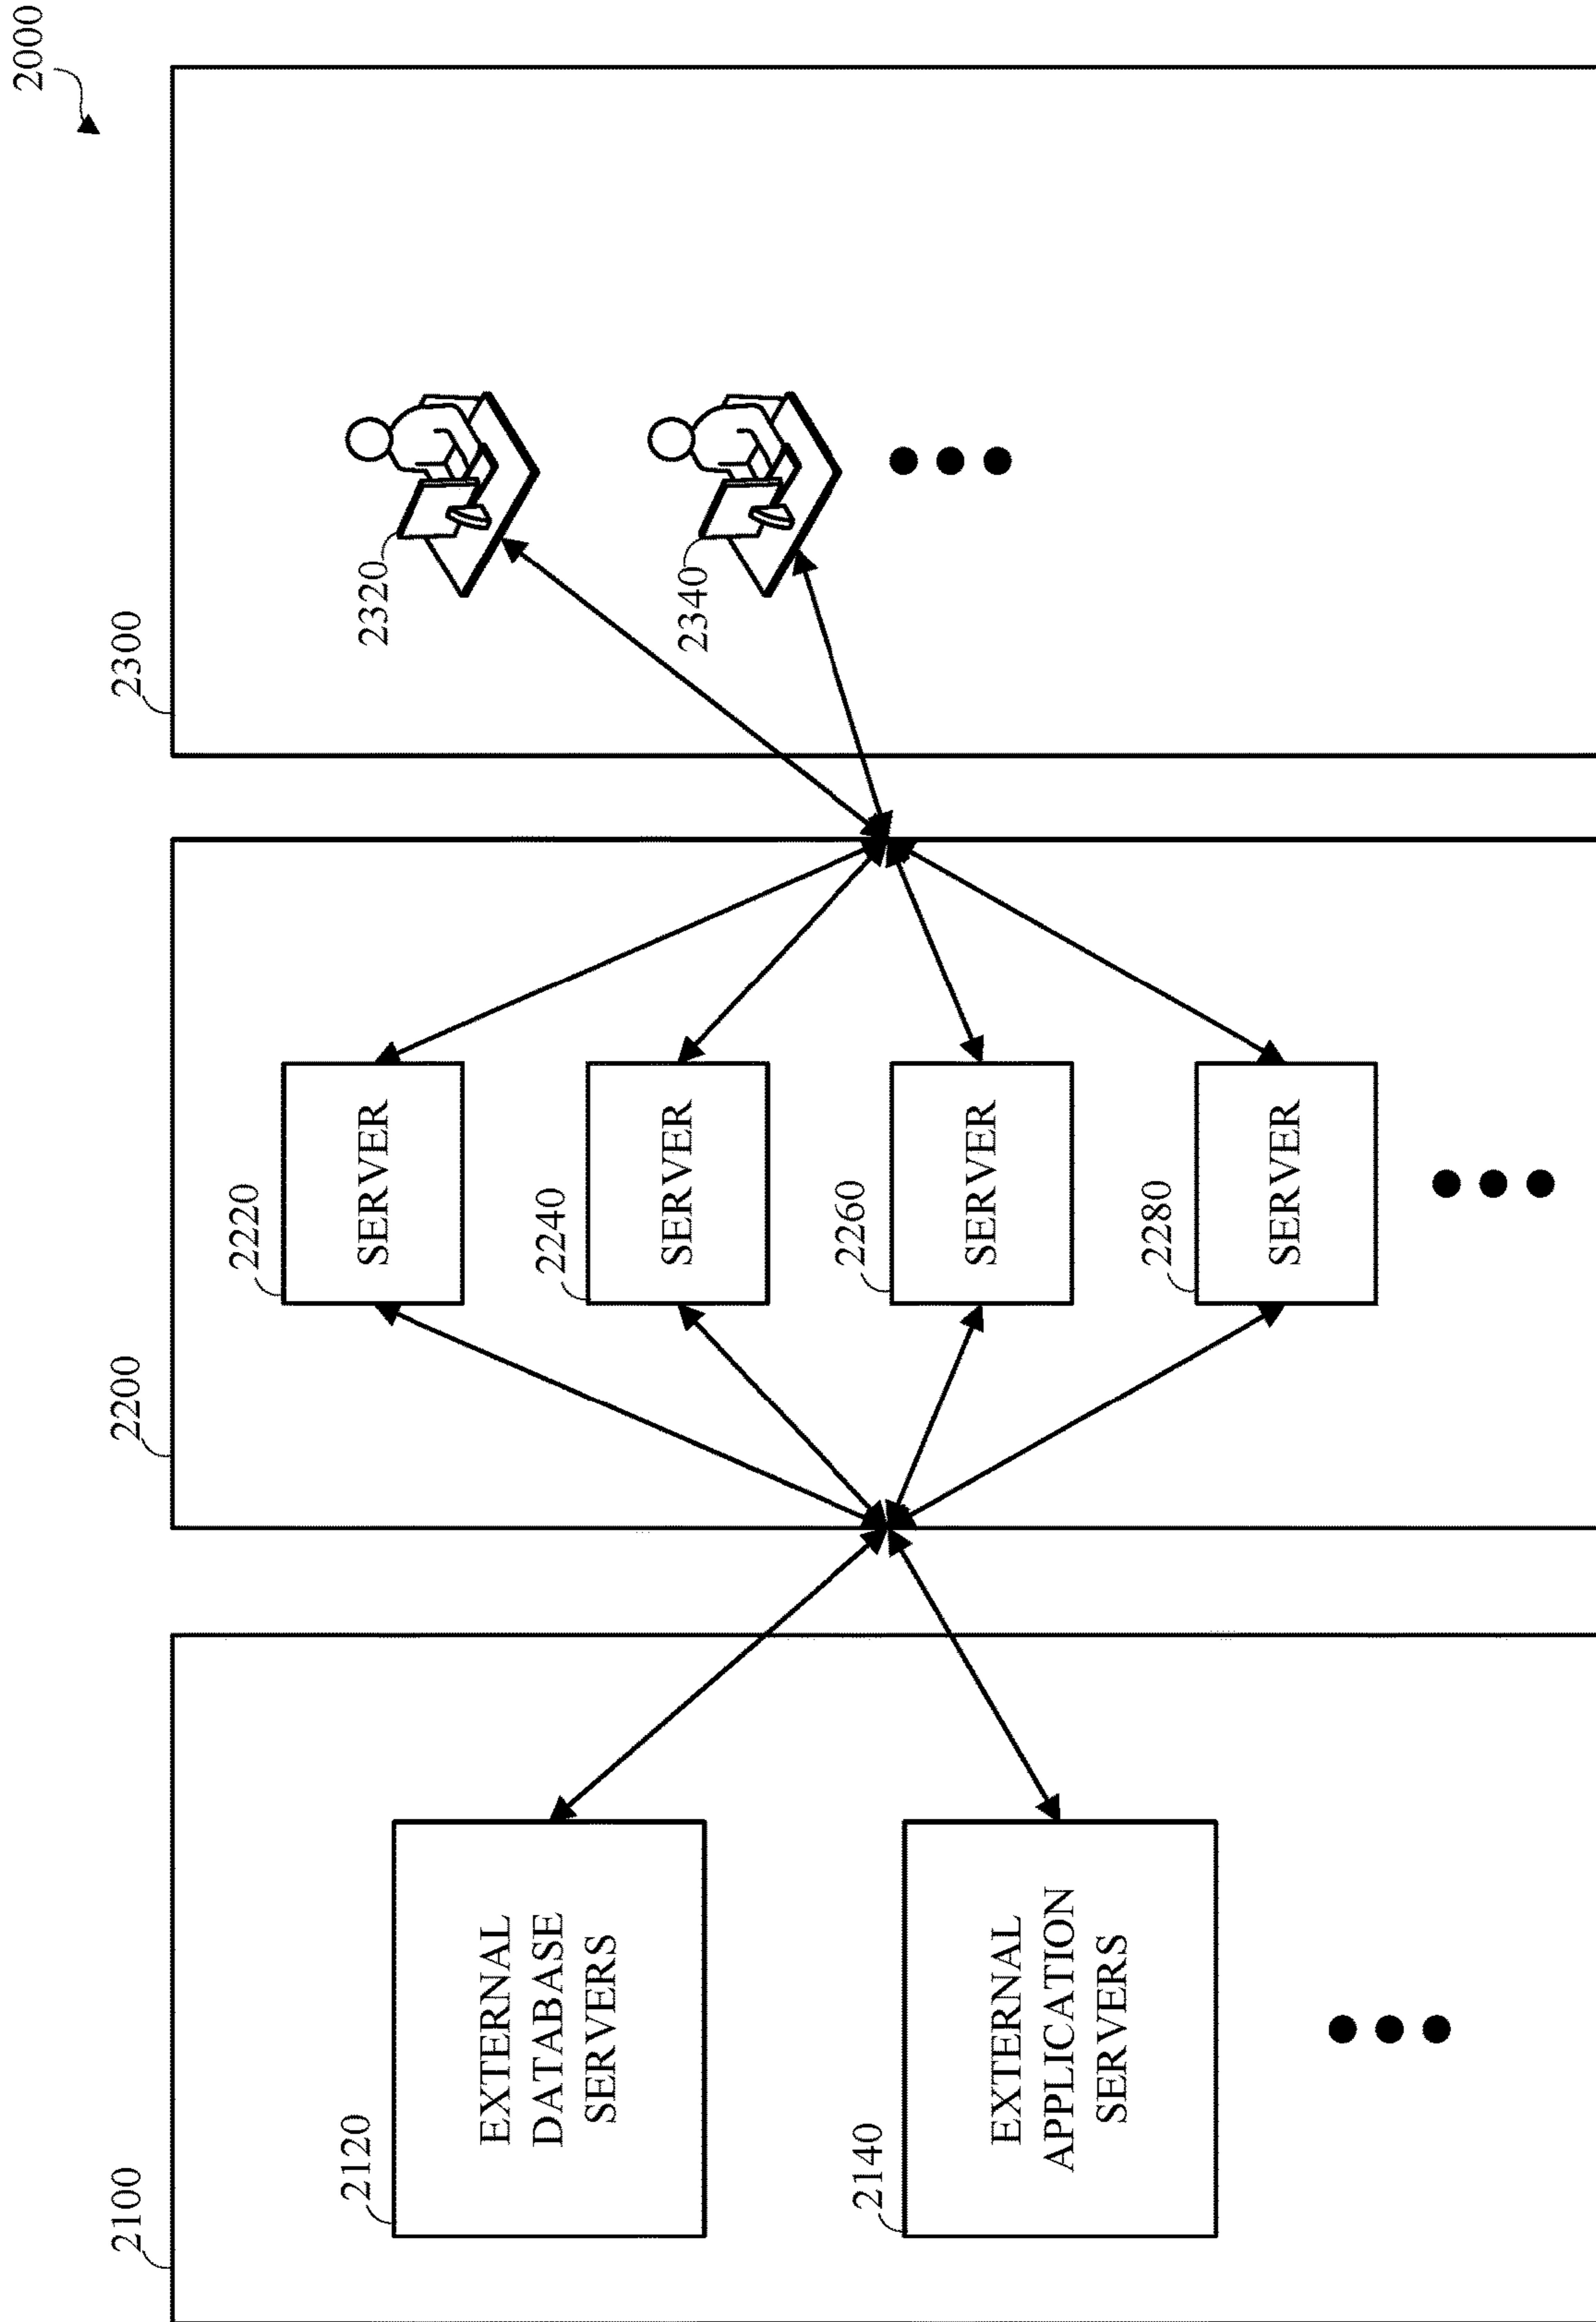 2000
2100
2120
EXTERNAL
DATABASE
SERVERS
2140
EXTERNAL
APPLICATION
SERVERS
2200
2220
SERVER
2240
SERVER
2260
SERVER
2280
SERVER
2300
2320
2340